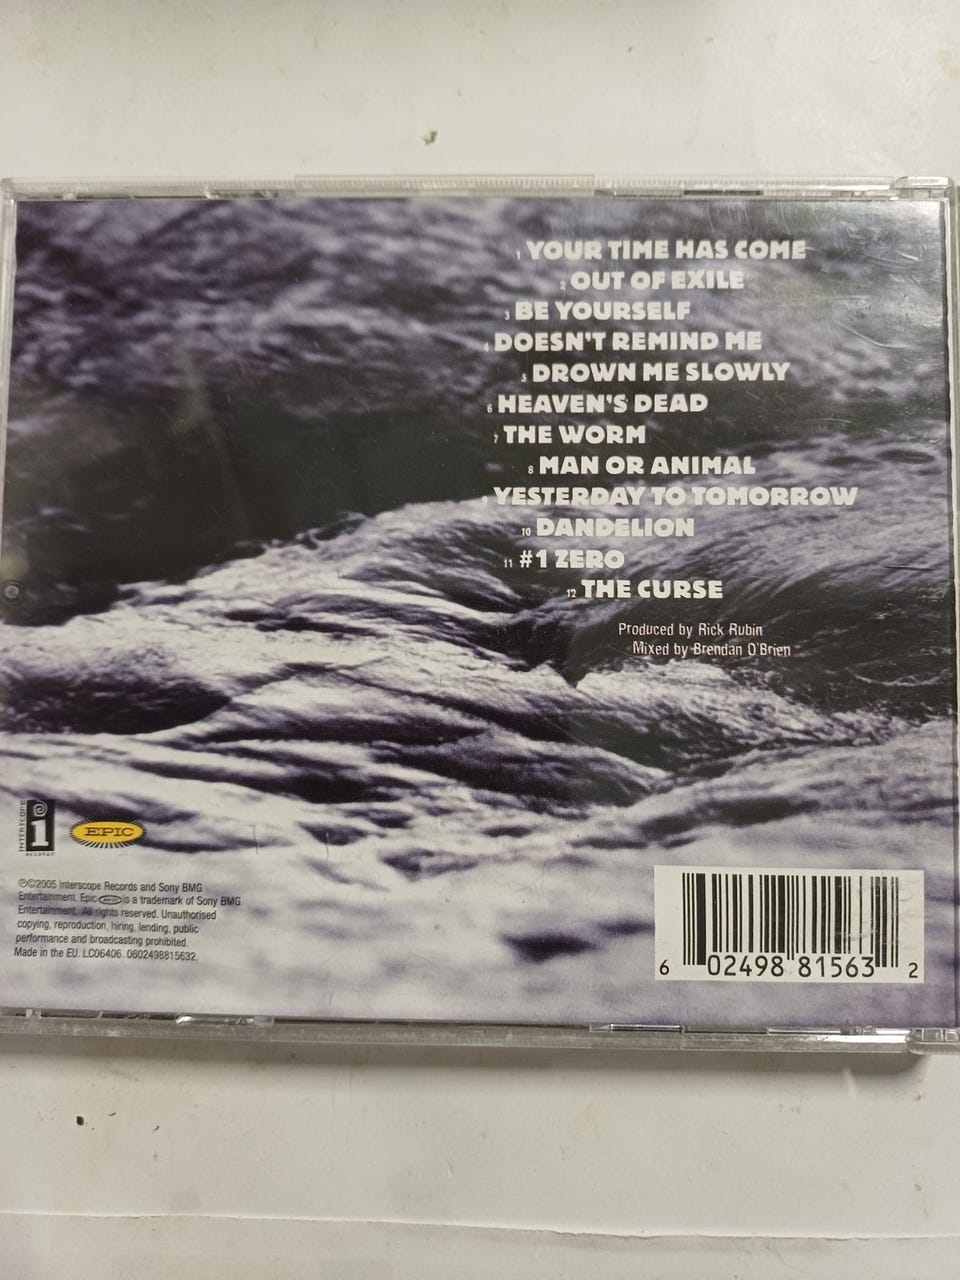 1 YOUR TIME HAS COME
2 OUT OF EXILE
3 BE YOURSELF
4 DOESN'T REMIND ME
5 DROWN ME SLOWLY
6 HEAVEN'S DEAD
7 THE WORM
8 MAN OR ANIMAL
9 YESTERDAY TO TOMORROW
10 DANDELION
11 #1 ZERO
12 THE CURSE
Produced by Rick Rubin
Mixed by Brendan O'Brien
INTERSCOPE
i
RECORDS
EPIC
℗©2005 Interscope Records and Sony BMG
Entertainment. Epic is a trademark of Sony BMG
Entertainment. All rights reserved. Unauthorised
copying, reproduction, hiring, lending, public
performance and broadcasting prohibited.
Made in the EU. LC06406. 0602498815632.
6 02498 81563 2